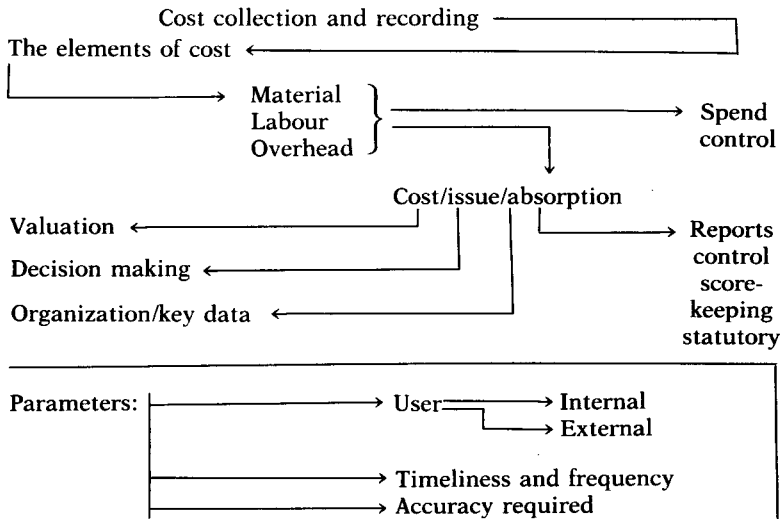 Cost collection and recording
The elements of cost
Material
Labour
Overhead
Spend
control
Cost/issue/absorption
Valuation
Decision making
Organization/key data
Reports
control
score-
keeping
statutory
Parameters:
User
Internal
External
Timeliness and frequency
Accuracy required